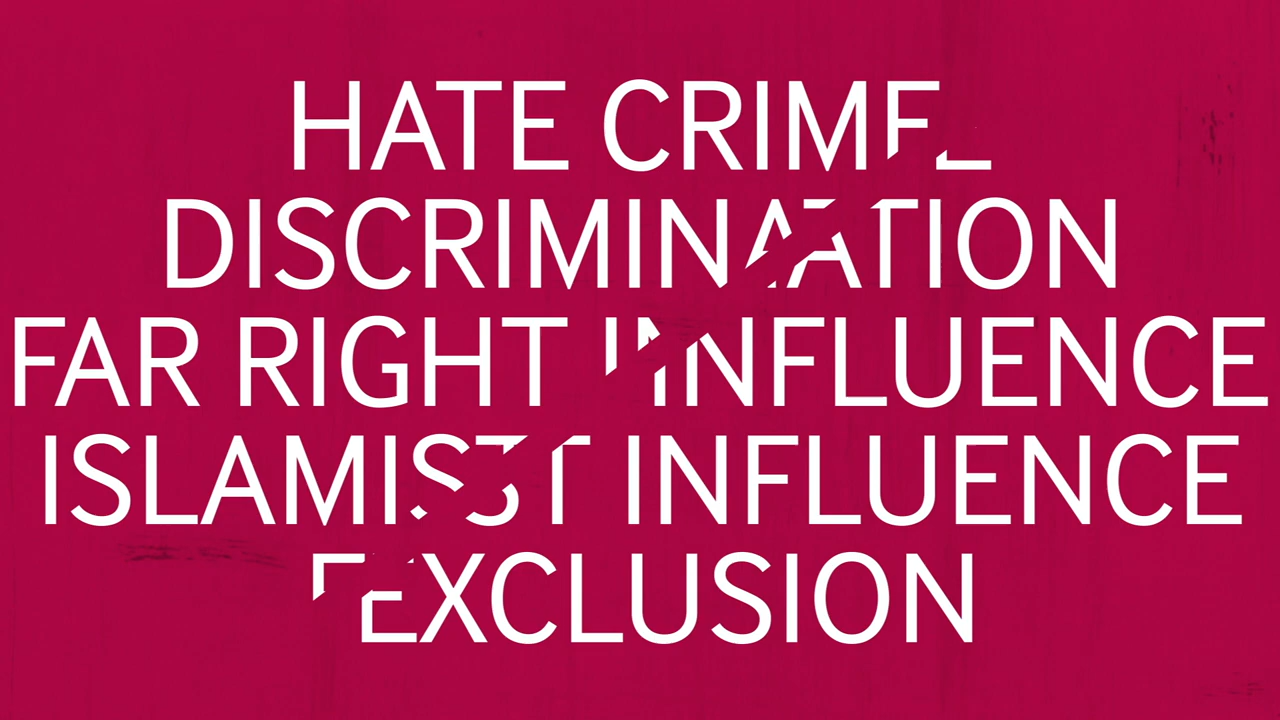 HATE CRIME
DISCRIMINATION
FAR RIGHT INFLUENCE
ISLAMIST INFLUENCE
EXCLUSION